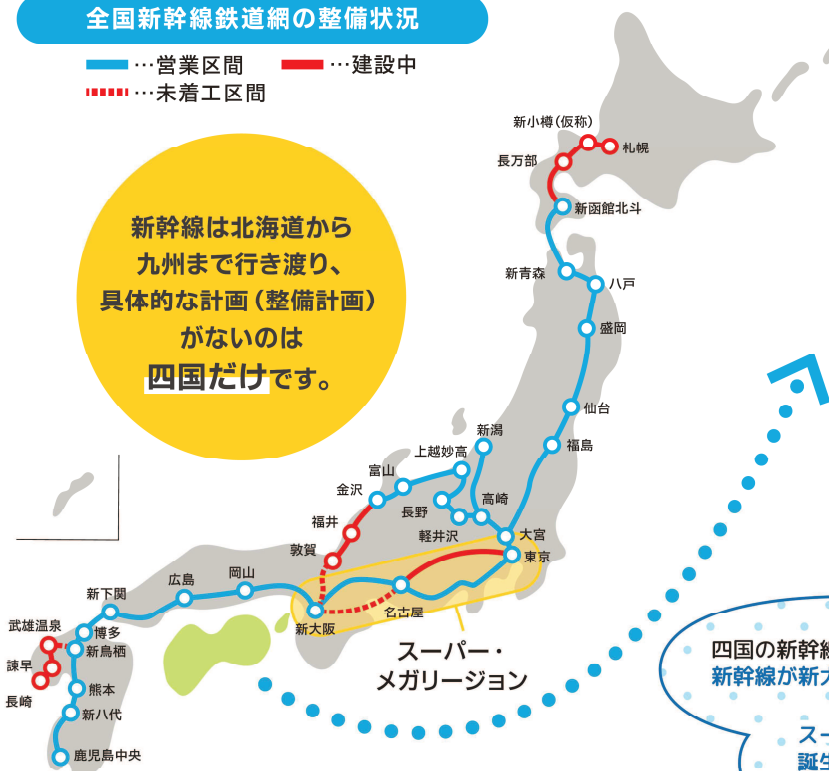 全国新幹線鉄道網の整備状況
…営業区間
…建設中
…未着工区間
新幹線は北海道から
九州まで行き渡り、
具体的な計画（整備計画）
がないのは
四国だけです。
新小樽（仮称）
札幌
長万部
新函館北斗
新青森
八戸
盛岡
仙台
福島
新潟
上越妙高
富山
金沢
長野
高崎
福井
軽井沢
大宮
敦賀
東京
岡山
広島
新下関
名古屋
新大阪
武雄温泉
博多
新鳥栖
諫早
長崎
熊本
新八代
鹿児島中央
スーパー・
メガリージョン
四国の新幹線
新幹線が新大
スー
誕生